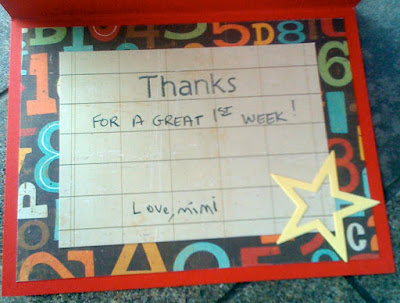 Thanks
FOR A GREAT 1ST WEEK!
Love, mimi